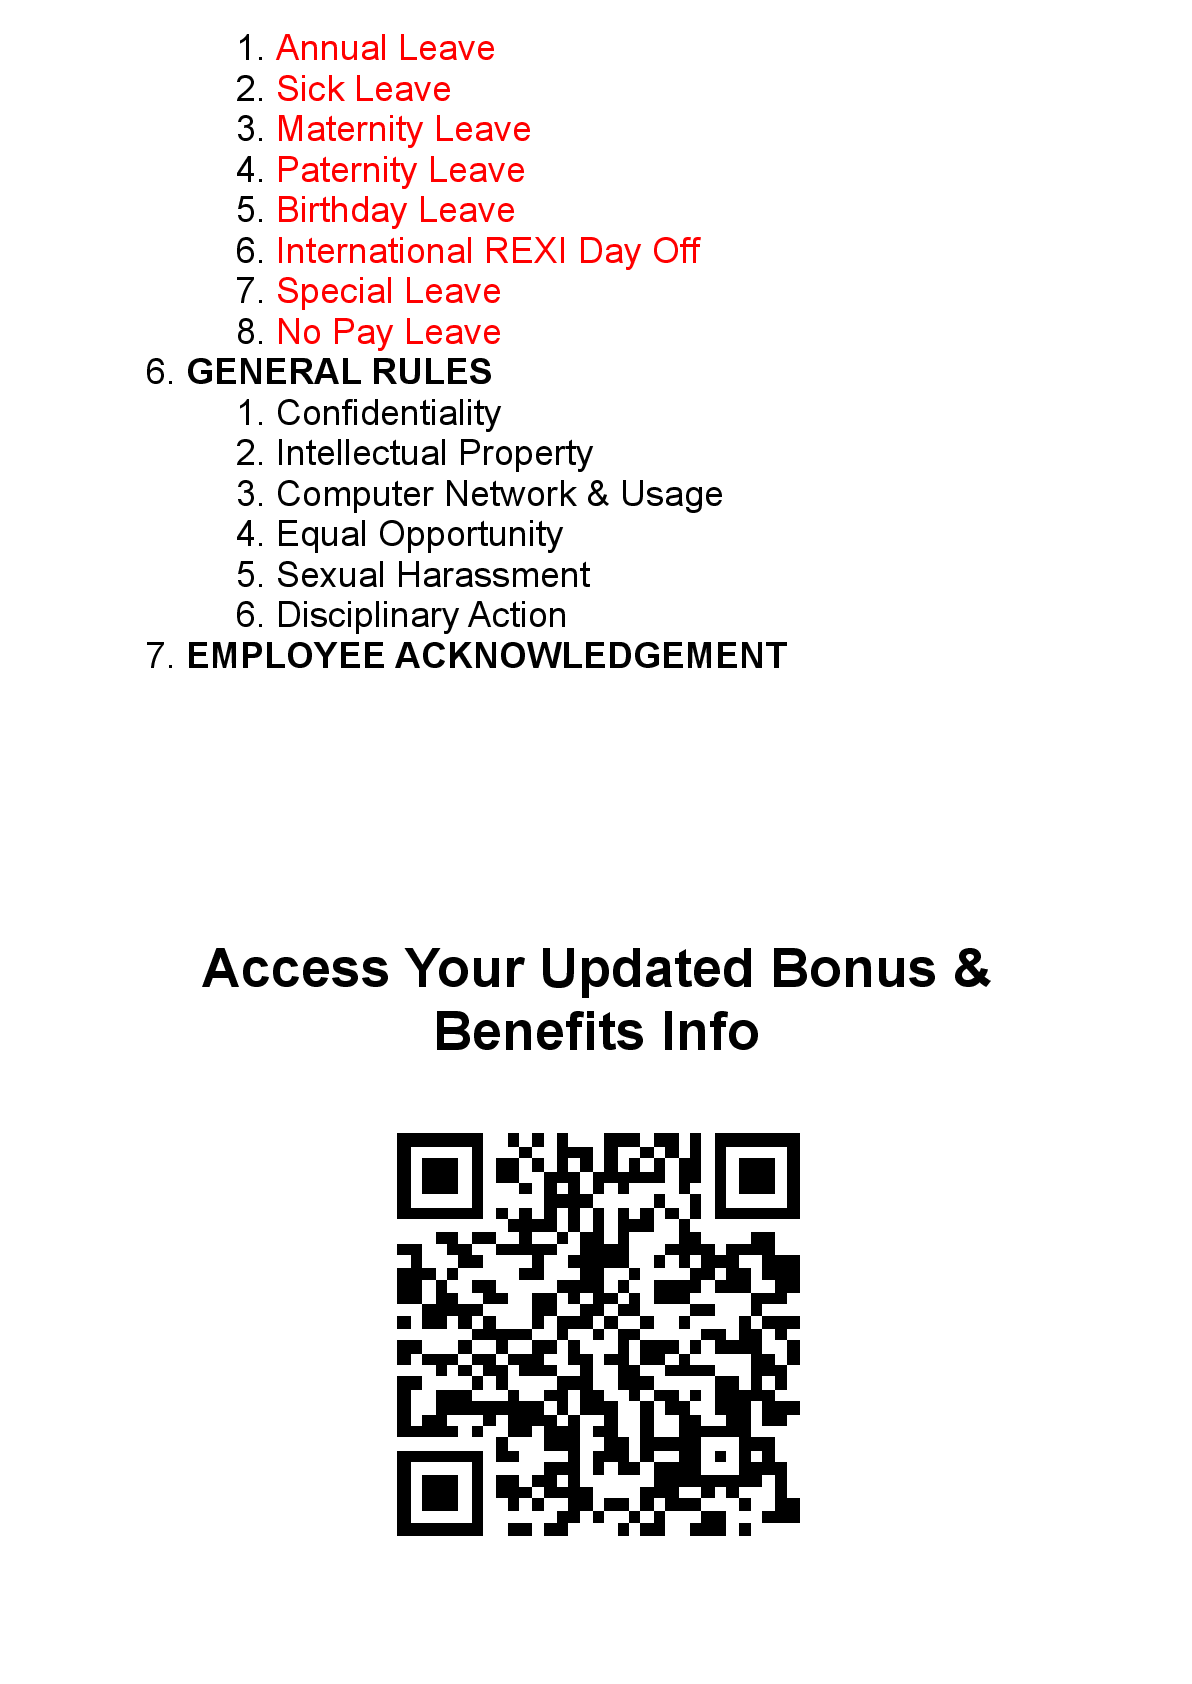 1. Annual Leave
2. Sick Leave
3. Maternity Leave
4. Paternity Leave
5. Birthday Leave
6. International REXI Day Off
7. Special Leave
8. No Pay Leave
6. GENERAL RULES
1. Confidentiality
2. Intellectual Property
3. Computer Network & Usage
4. Equal Opportunity
5. Sexual Harassment
6. Disciplinary Action
7. EMPLOYEE ACKNOWLEDGEMENT
Access Your Updated Bonus &
Benefits Info